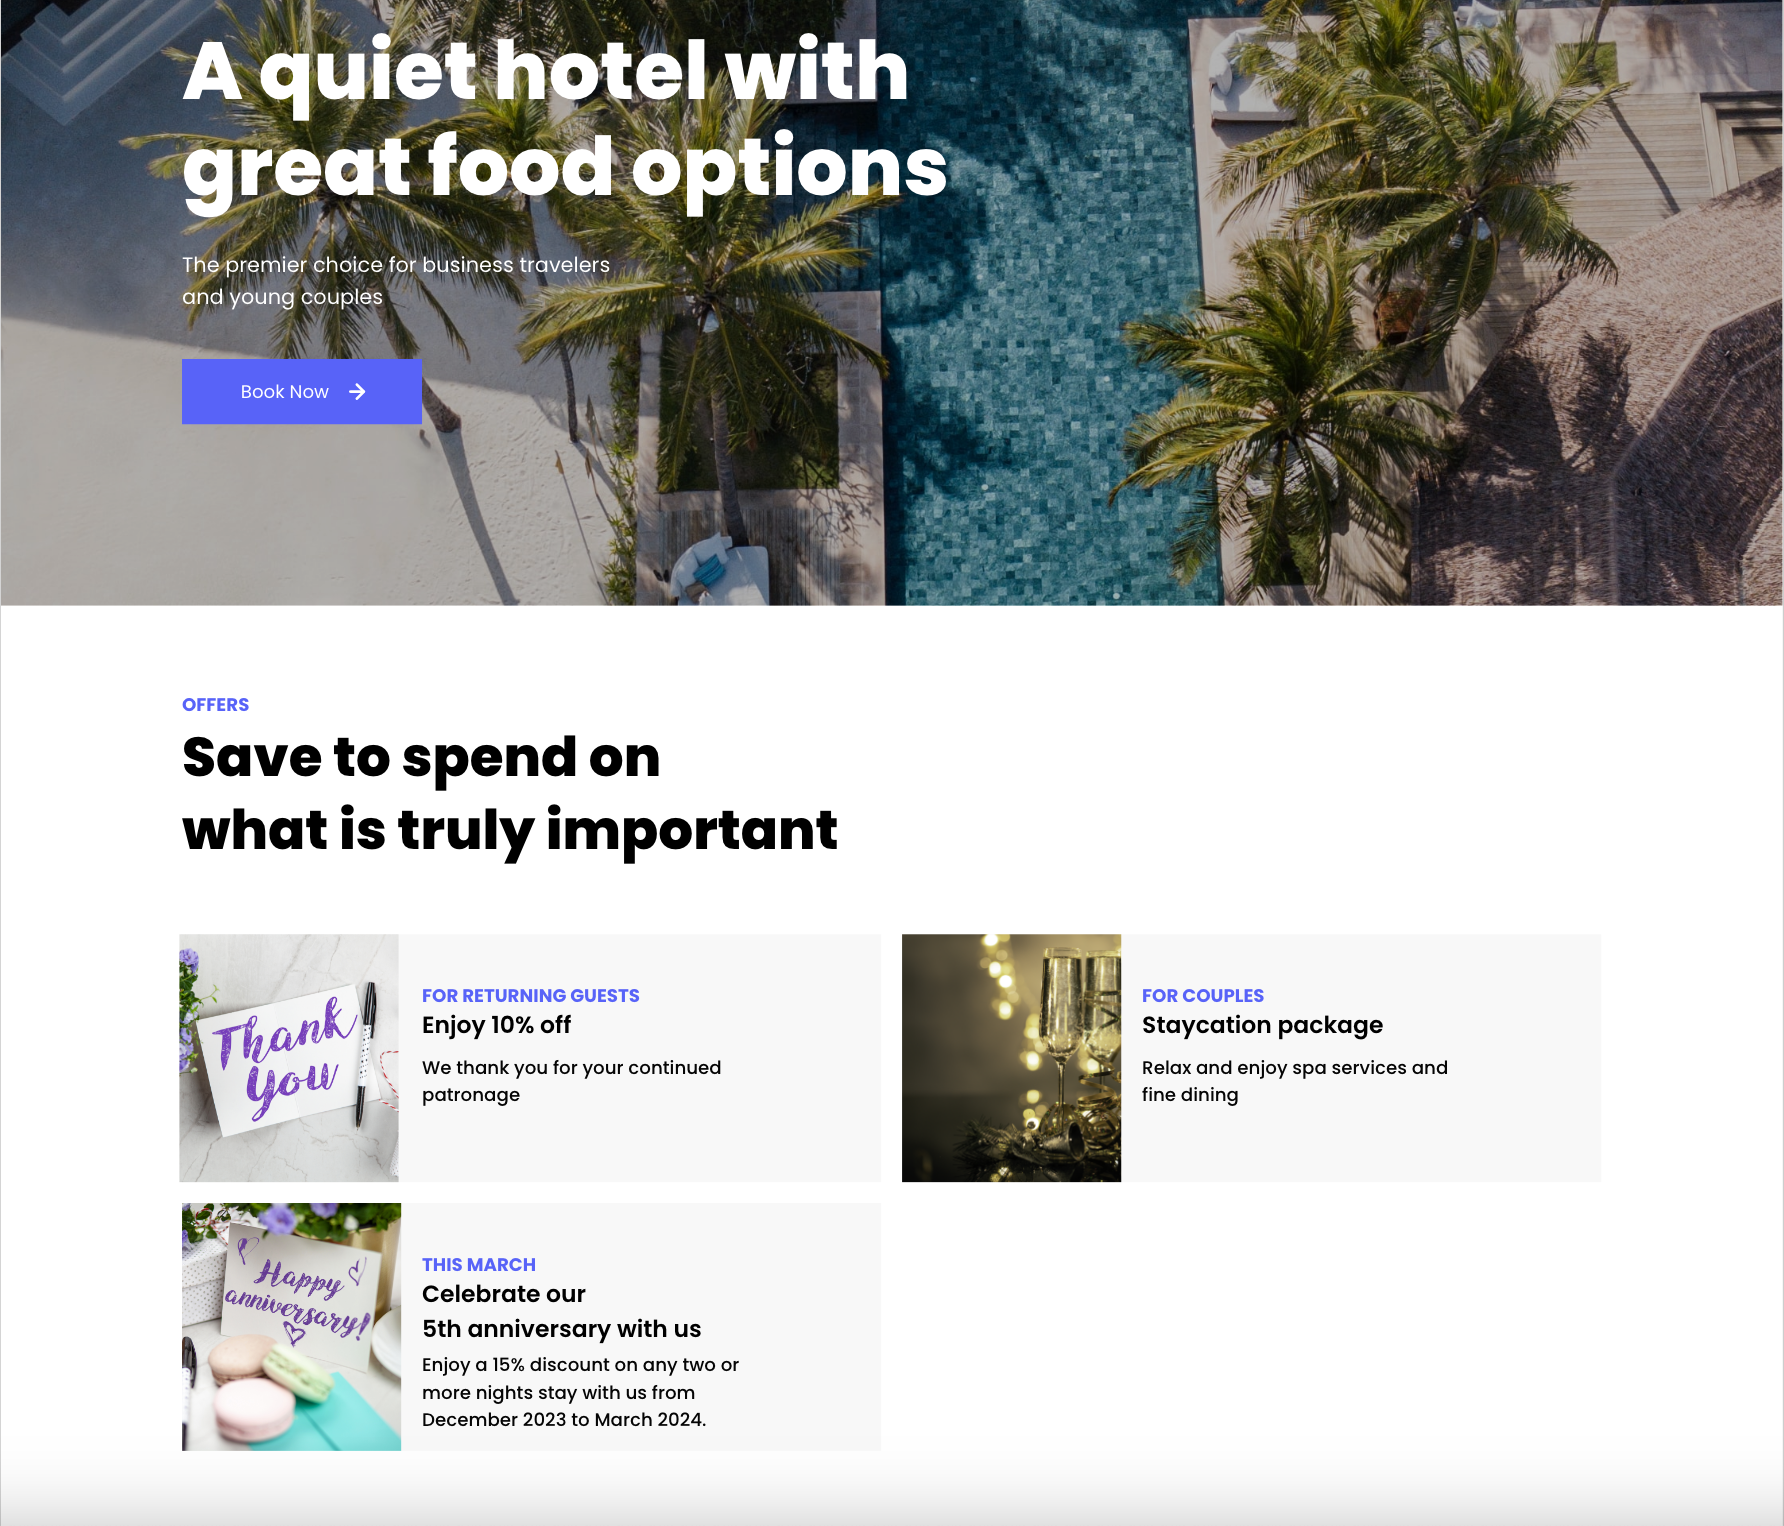 A quiet hotel with
great food options
The premier choice for business travelers
and young couples
Book Now
OFFERS
Save to spend on
what is truly important
Thank
you
FOR RETURNING GUESTS
Enjoy 10% off
We thank you for your continued
patronage
FOR COUPLES
Staycation package
Relax and enjoy spa services and
fine dining
Happy
anniversary!
THIS MARCH
Celebrate our
5th anniversary with us
Enjoy a 15% discount on any two or
more nights stay with us from
December 2023 to March 2024.